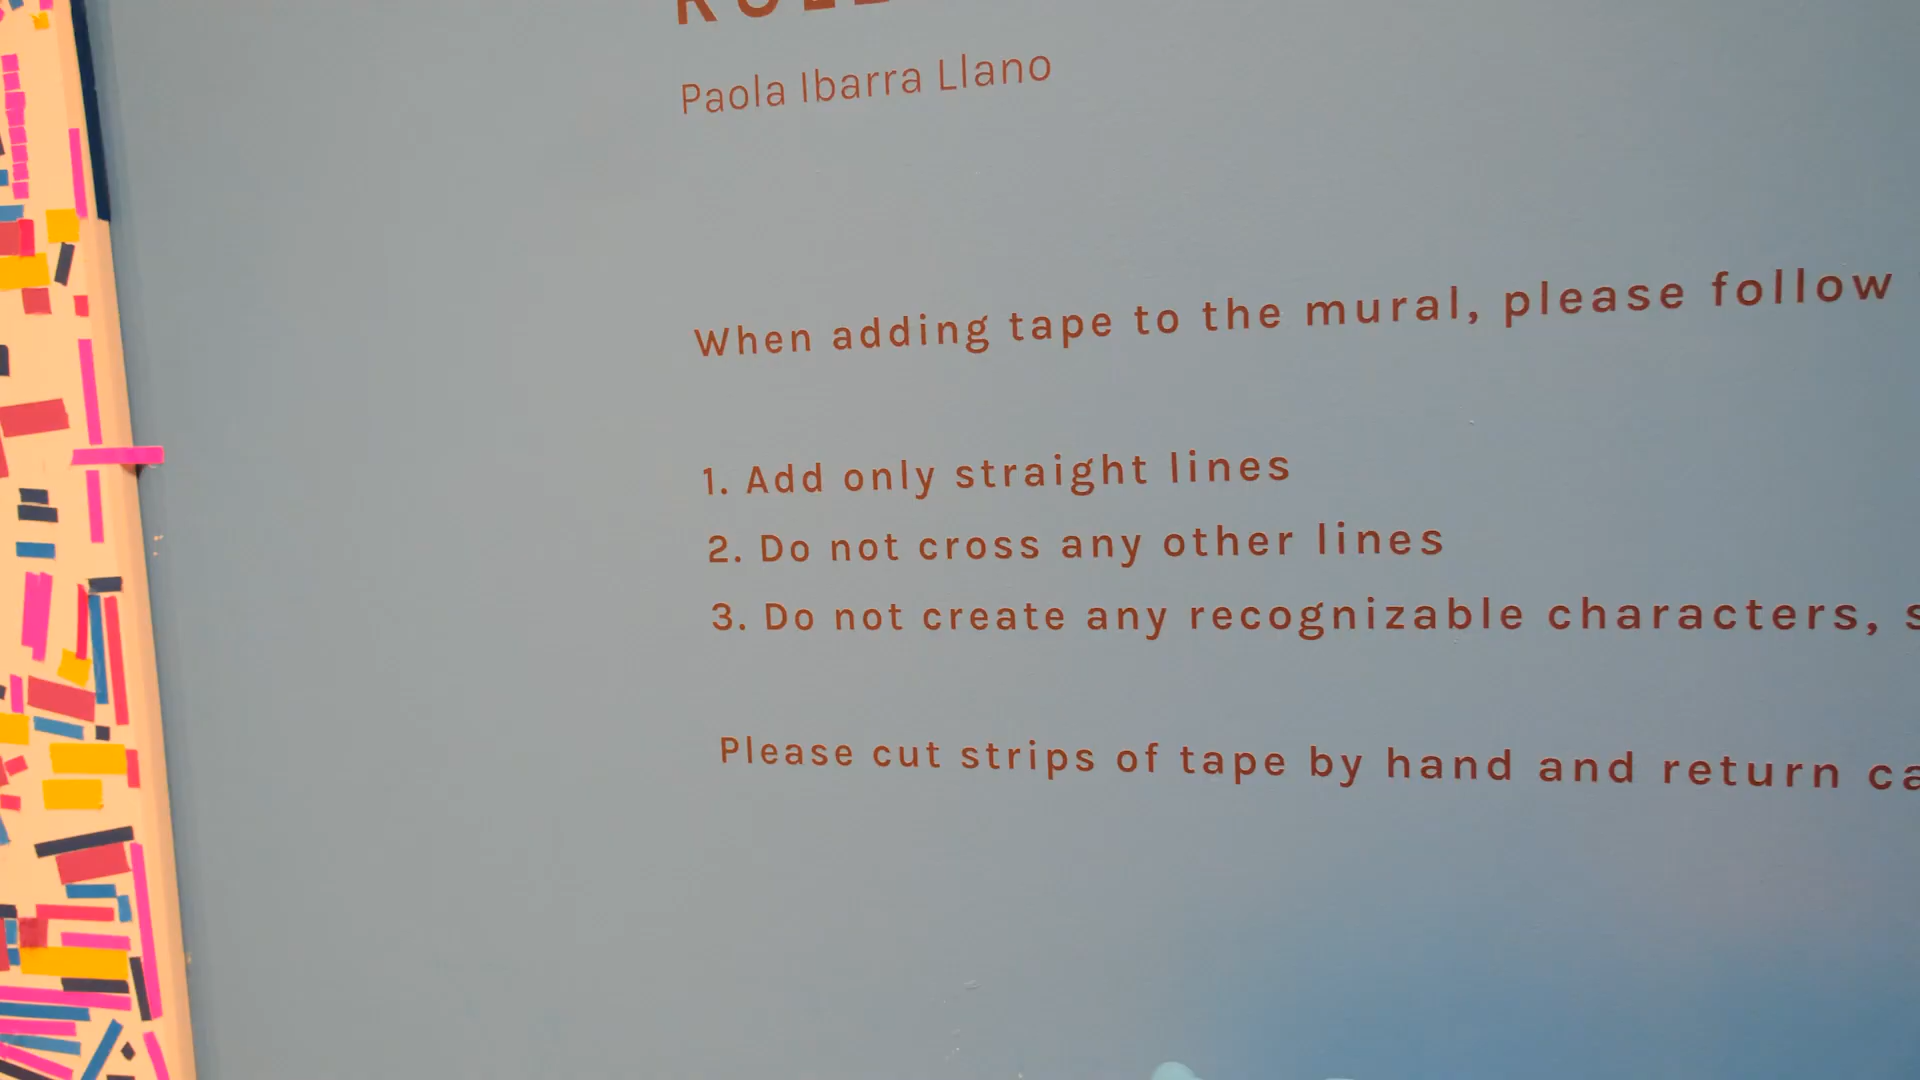 Paola Ibarra Llano
When adding tape to the mural, please follow
1. Add only straight lines
2. Do not cross any other lines
3. Do not create any recognizable characters,
Please cut strips of tape by hand and return